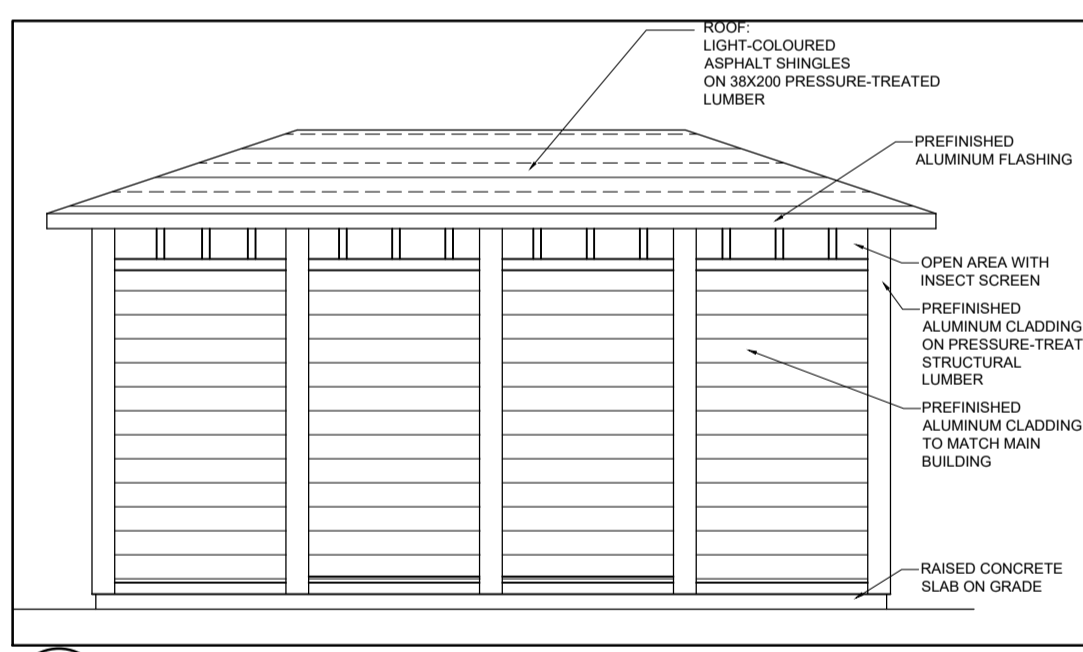 ROOF:
LIGHT-COLOURED
ASPHALT SHINGLES
ON 38X200 PRESSURE-TREATED
LUMBER
PREFINISHED
ALUMINUM FLASHING
OPEN AREA WITH
INSECT SCREEN
PREFINISHED
ALUMINUM CLADDING
ON PRESSURE-TREAT
STRUCTURAL
LUMBER
PREFINISHED
ALUMINUM CLADDING
TO MATCH MAIN
BUILDING
RAISED CONCRETE
SLAB ON GRADE